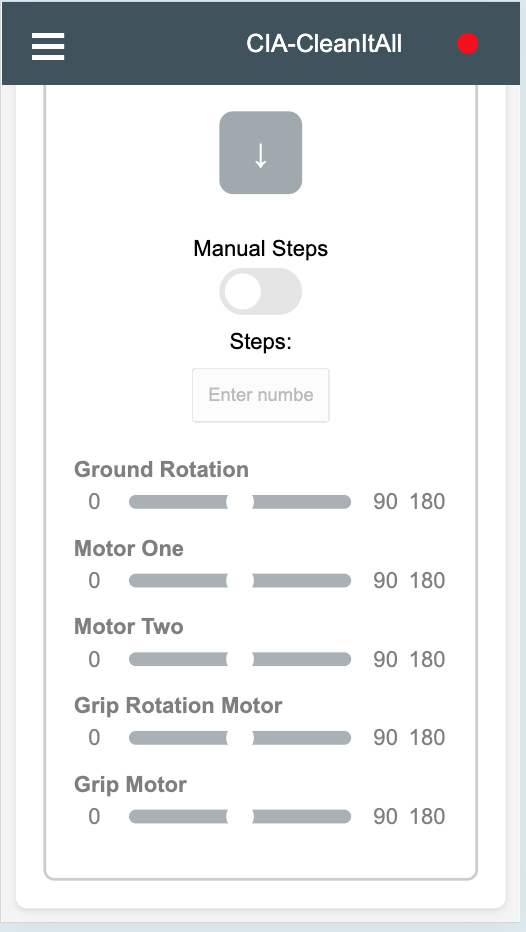 CIA-CleanItAll
↓
Manual Steps
Steps:
Enter numbe
Ground Rotation
0 90 180
Motor One
0 90 180
Motor Two
0 90 180
Grip Rotation Motor
0 90 180
Grip Motor
0 90 180